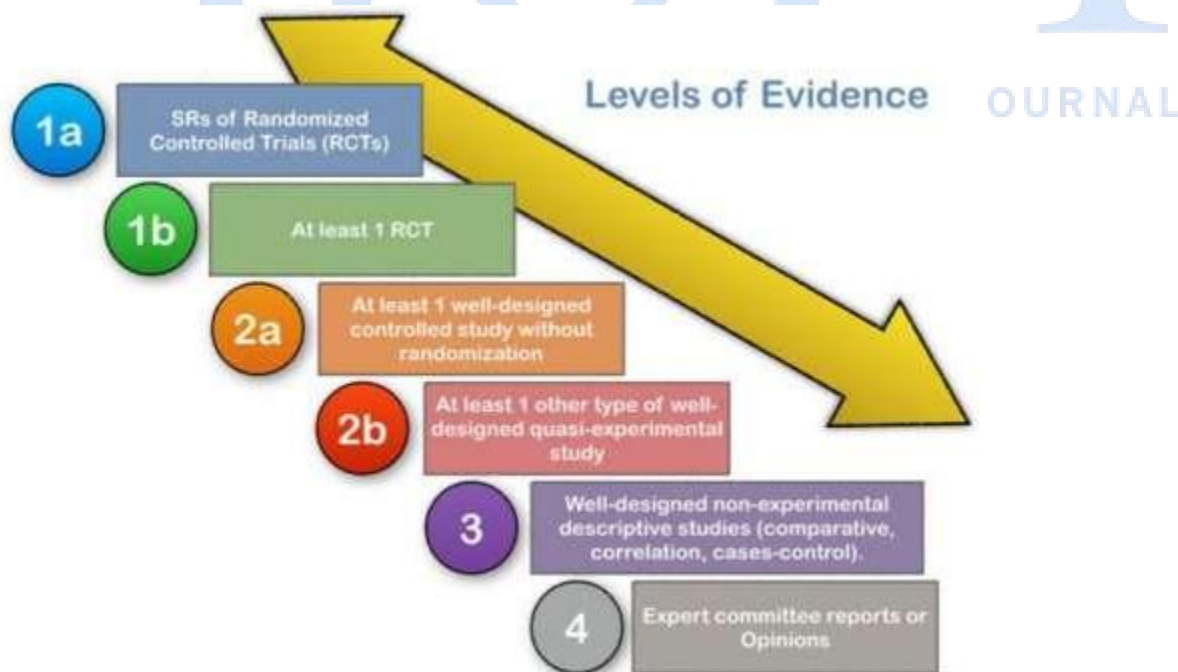 Levels of Evidence
OURNAL
1a
SRs of Randomized
Controlled Trials (RCTs)
1b
At least 1 RCT
2a
At least 1 well-designed
controlled study without
randomization
2b
At least 1 other type of well-
designed quasi-experimental
study
3
Well-designed non-experimental
descriptive studies (comparative,
correlation, cases-control).
4
Expert committee reports or
Opinions